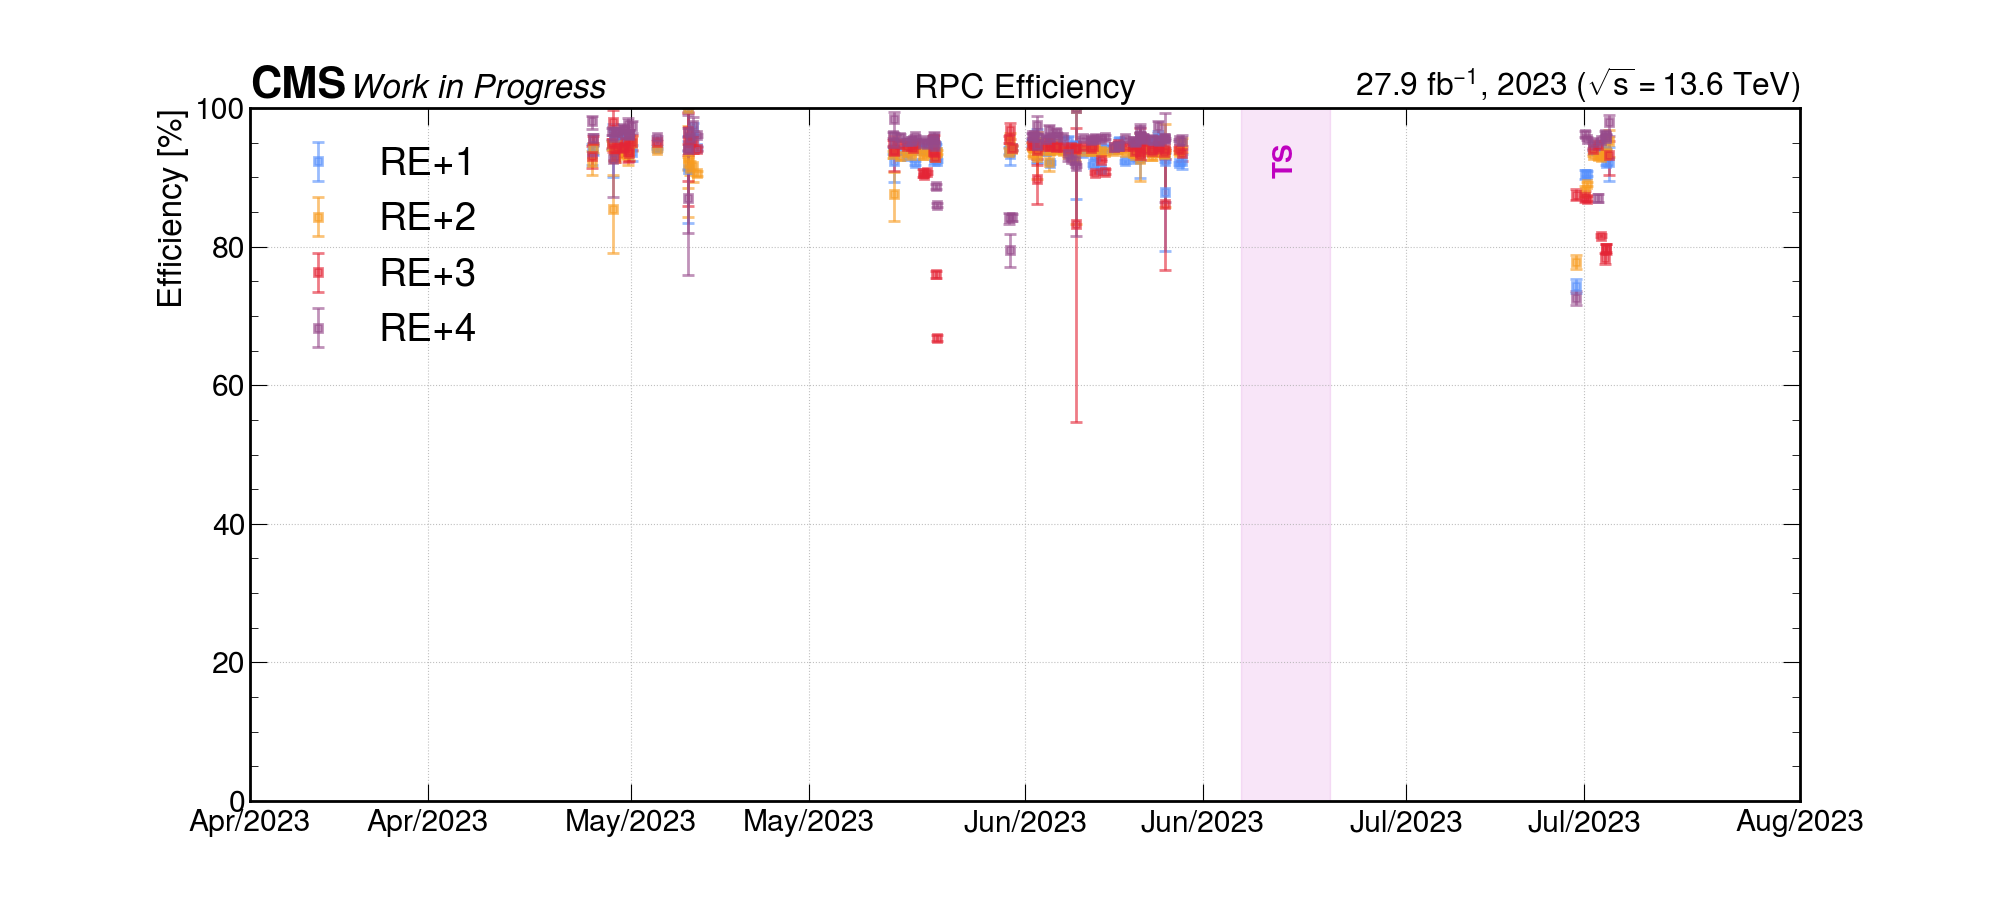 CMS Work in Progress RPC Efficiency 27.9 fb⁻¹, 2023 (√s = 13.6 TeV)
Efficiency [%]
100
80
60
40
20
0
RE+1
RE+2
RE+3
RE+4
TS
Apr/2023 Apr/2023 May/2023 May/2023 Jun/2023 Jun/2023 Jul/2023 Jul/2023 Aug/2023